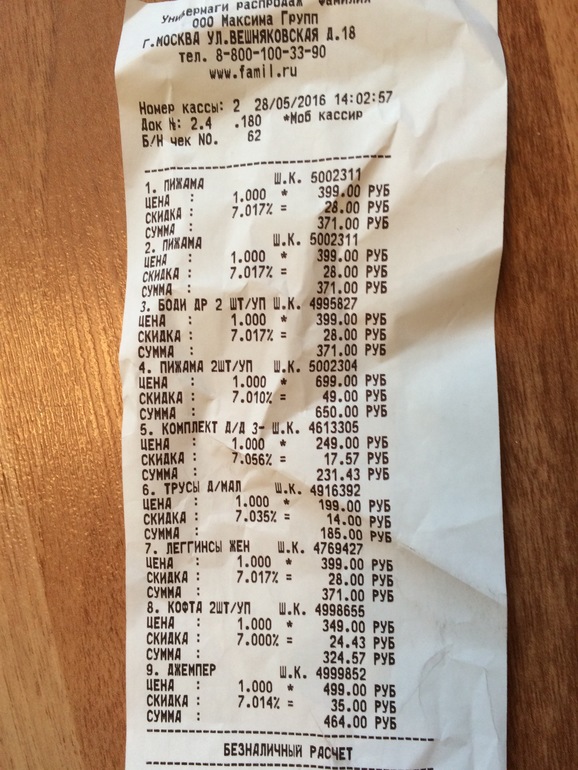 Универмаги распродаж Фамилия
ООО Максима Групп
г.МОСКВА УЛ.ВЕШНЯКОВСКАЯ Д.18
тел. 8-800-100-33-90
www.famil.ru
Номер кассы: 2 28/05/2016 14:02:57
Док №: 2.4 .180 *Моб кассир
Б/Н чек NO. 62
1. ПИЖАМА Ш.К. 5002311
ЦЕНА : 1.000 * 399.00 РУБ
СКИДКА : 7.017% = 28.00 РУБ
СУММА : 371.00 РУБ
2. ПИЖАМА Ш.К. 5002311
ЦЕНА : 1.000 * 399.00 РУБ
СКИДКА : 7.017% = 28.00 РУБ
СУММА : 371.00 РУБ
3. БОДИ ДР 2 ШТ/УП Ш.К. 4995827
ЦЕНА : 1.000 * 399.00 РУБ
СКИДКА : 7.017% = 28.00 РУБ
СУММА : 371.00 РУБ
4. ПИЖАМА 2ШТ/УП Ш.К. 5002304
ЦЕНА : 1.000 * 699.00 РУБ
СКИДКА : 7.010% = 49.00 РУБ
СУММА : 650.00 РУБ
5. КОМПЛЕКТ Д/Д 3- Ш.К. 4613305
ЦЕНА : 1.000 * 249.00 РУБ
СКИДКА : 7.056% = 17.57 РУБ
СУММА : 231.43 РУБ
6. ТРУСЫ Д/МАЛ Ш.К. 4916392
ЦЕНА : 1.000 * 199.00 РУБ
СКИДКА : 7.035% = 14.00 РУБ
СУММА : 185.00 РУБ
7. ЛЕГГИНСЫ ЖЕН Ш.К. 4769427
ЦЕНА : 1.000 * 399.00 РУБ
СКИДКА : 7.017% = 28.00 РУБ
СУММА : 371.00 РУБ
8. КОФТА 2ШТ/УП Ш.К. 4998655
ЦЕНА : 1.000 * 349.00 РУБ
СКИДКА : 7.000% = 24.43 РУБ
СУММА : 324.57 РУБ
9. ДЖЕМПЕР Ш.К. 4999852
ЦЕНА : 1.000 * 499.00 РУБ
СКИДКА : 7.014% = 35.00 РУБ
СУММА : 464.00 РУБ
БЕЗНАЛИЧНЫЙ РАСЧЕТ